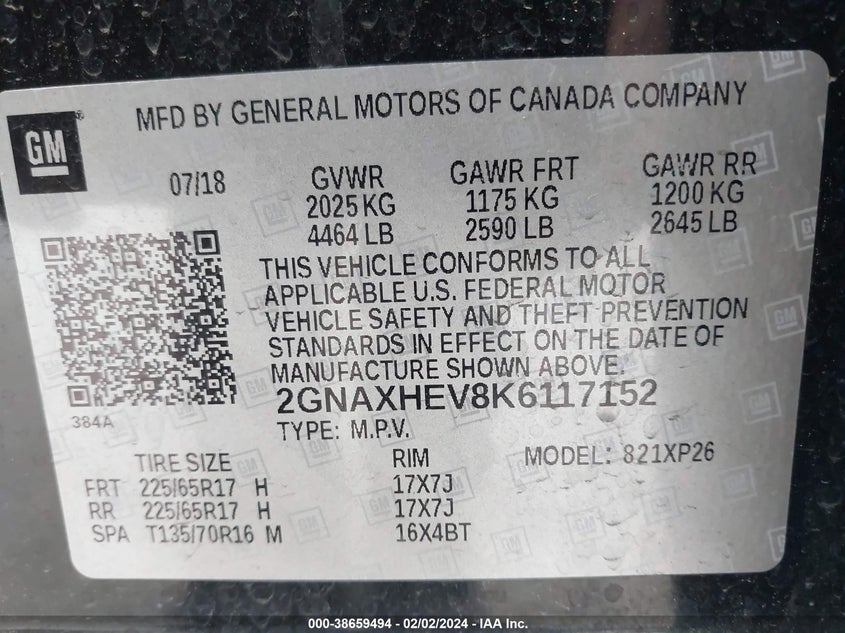 MFD BY GENERAL MOTORS OF CANADA COMPANY
GM
07/18 GVWR GAWR FRT GAWR RR
2025 KG 1175 KG 1200 KG
4464 LB 2590 LB 2645 LB
THIS VEHICLE CONFORMS TO ALL
APPLICABLE U.S. FEDERAL MOTOR
VEHICLE SAFETY AND THEFT PREVENTION
STANDARDS IN EFFECT ON THE DATE OF
MANUFACTURE SHOWN ABOVE.
384A
2GNAXHEV8K6117152
TYPE: M.P.V.
TIRE SIZE RIM MODEL: 821XP26
FRT 225/65R17 H 17X7J
RR 225/65R17 H 17X7J
SPA T135/70R16 M 16X4BT
000-38659494 - 02/02/2024 - IAA Inc.